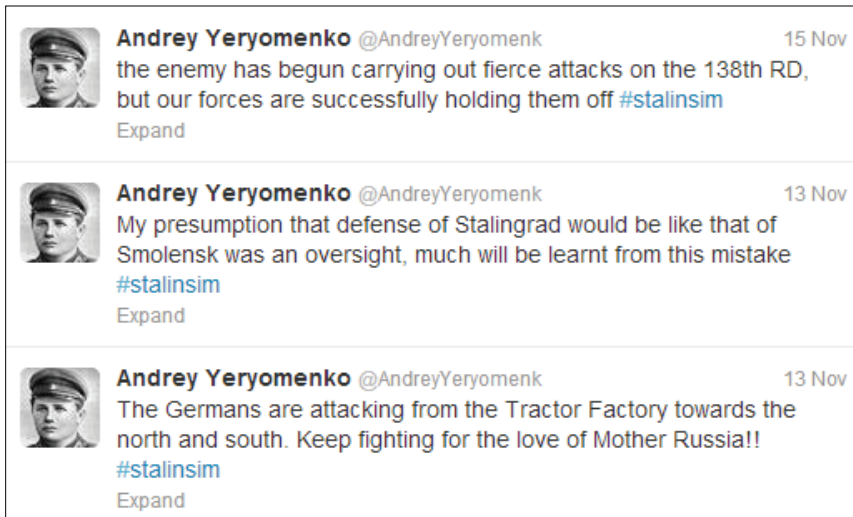 Andrey Yeryomenko @AndreyYeryomenk 15 Nov
the enemy has begun carrying out fierce attacks on the 138th RD,
but our forces are successfully holding them off #stalinsim
Expand
Andrey Yeryomenko @AndreyYeryomenk 13 Nov
My presumption that defense of Stalingrad would be like that of
Smolensk was an oversight, much will be learnt from this mistake
#stalinsim
Expand
Andrey Yeryomenko @AndreyYeryomenk 13 Nov
The Germans are attacking from the Tractor Factory towards the
north and south. Keep fighting for the love of Mother Russia!!
#stalinsim
Expand